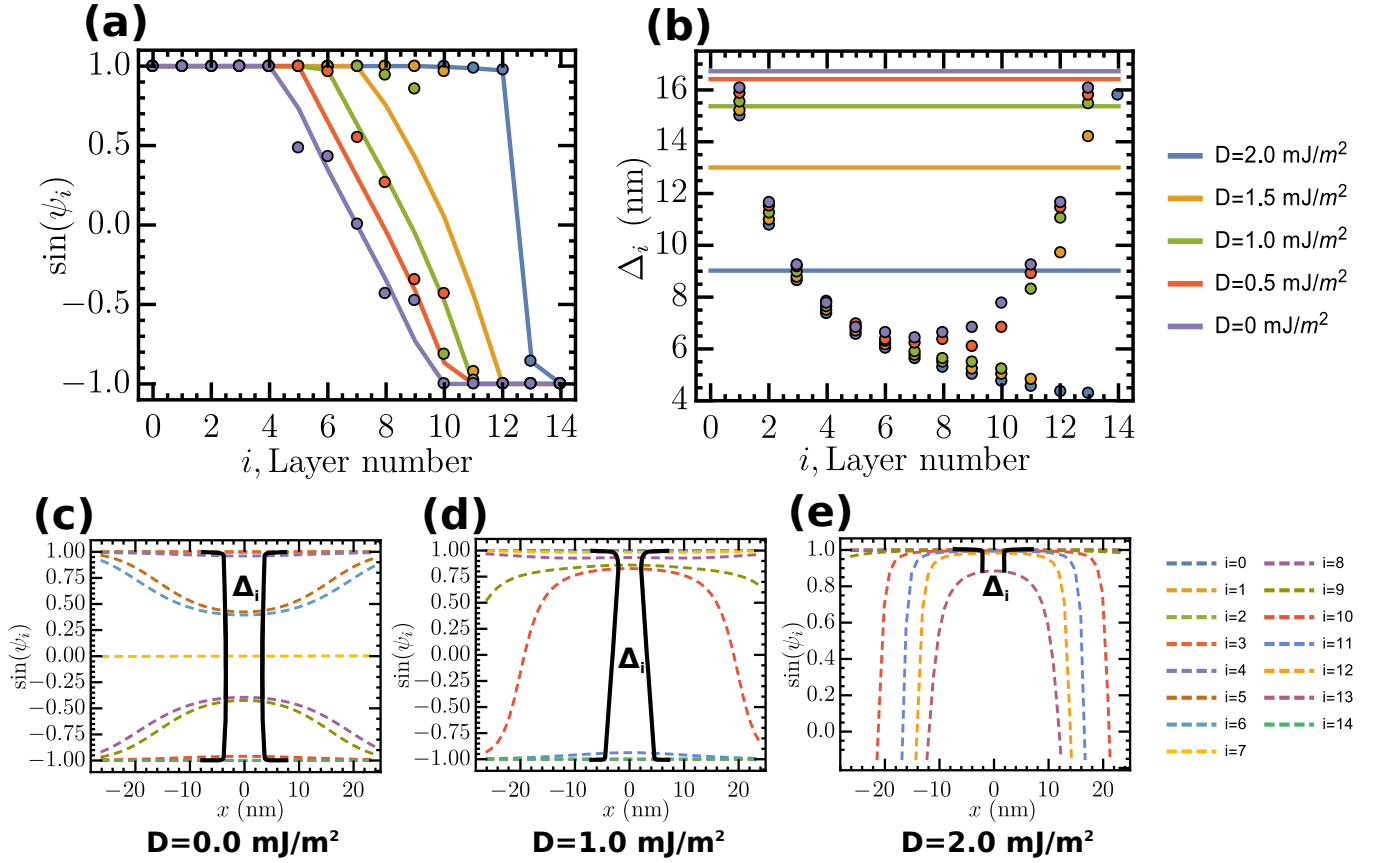 (a)
1.0
0.5
0.0
−0.5
−1.0
sin(ψi)
0 2 4 6 8 10 12 14
i, Layer number
(b)
16
14
12
10
8
6
4
Δi (nm)
0 2 4 6 8 10 12 14
i, Layer number
D=2.0 mJ/m²
D=1.5 mJ/m²
D=1.0 mJ/m²
D=0.5 mJ/m²
D=0 mJ/m²
(c)
1.00
0.75
0.50
0.25
0.00
−0.25
−0.50
−0.75
−1.00
sin(ψi)
Δi
−20 −10 0 10 20
x (nm)
D=0.0 mJ/m²
(d)
1.00
0.75
0.50
0.25
0.00
−0.25
−0.50
−0.75
−1.00
sin(ψi)
Δi
−20 −10 0 10 20
x (nm)
D=1.0 mJ/m²
(e)
1.0
0.8
0.6
0.4
0.2
0.0
sin(ψi)
Δi
−20 −10 0 10 20
x (nm)
D=2.0 mJ/m²
i=0
i=1
i=2
i=3
i=4
i=5
i=6
i=7
i=8
i=9
i=10
i=11
i=12
i=13
i=14